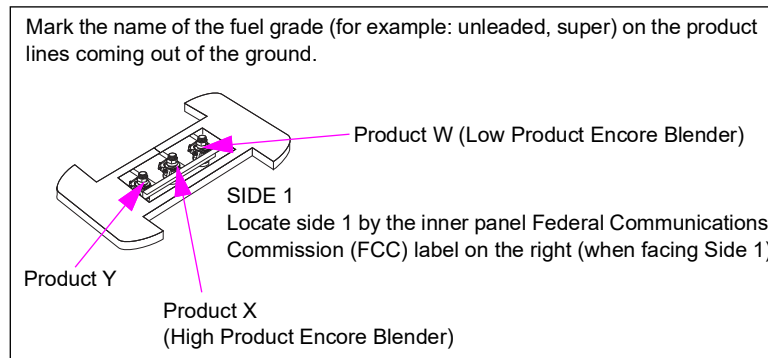 Mark the name of the fuel grade (for example: unleaded, super) on the product
lines coming out of the ground.
Product W (Low Product Encore Blender)
SIDE 1
Locate side 1 by the inner panel Federal Communications
Commission (FCC) label on the right (when facing Side 1)
Product Y
Product X
(High Product Encore Blender)